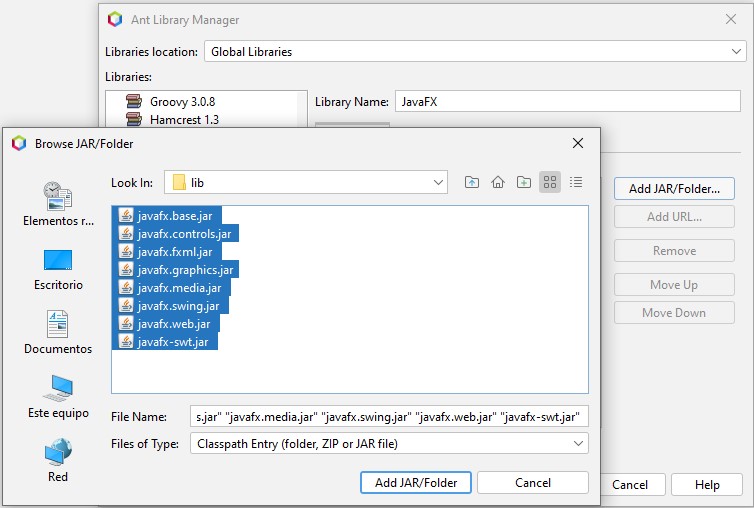 Ant Library Manager
Libraries location: Global Libraries
Libraries:
Groovy 3.0.8
Hamcrest 1.3
Library Name: JavaFX
Browse JAR/Folder
Look In: lib
Elementos r...
Escritorio
Documentos
Este equipo
Red
javafx.base.jar
javafx.controls.jar
javafx.fxml.jar
javafx.graphics.jar
javafx.media.jar
javafx.swing.jar
javafx.web.jar
javafx-swt.jar
File Name: s.jar" "javafx.media.jar" "javafx.swing.jar" "javafx.web.jar" "javafx-swt.jar"
Files of Type: Classpath Entry (folder, ZIP or JAR file)
Add JAR/Folder Cancel
Add JAR/Folder...
Add URL...
Remove
Move Up
Move Down
Cancel Help